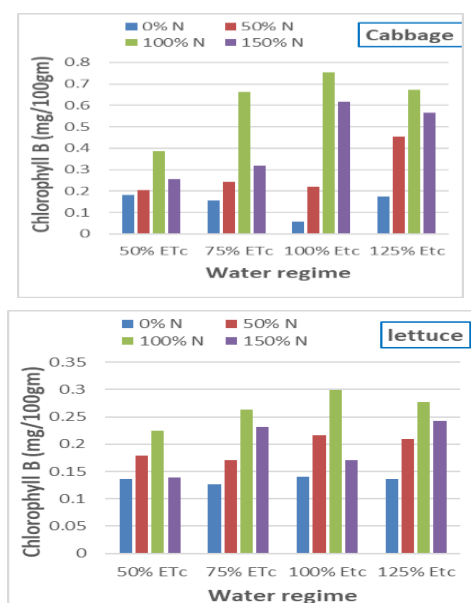 0% N 50% N
100% N 150% N
Cabbage
Chlorophyll B (mg/100gm)
0.8
0.7
0.6
0.5
0.4
0.3
0.2
0.1
0
50% ETc 75% ETc 100% Etc 125% Etc
Water regime
0% N 50% N
100% N 150% N
lettuce
Chlorophyll B (mg/100gm)
0.35
0.3
0.25
0.2
0.15
0.1
0.05
0
50% ETc 75% ETc 100% Etc 125% Etc
Water regime